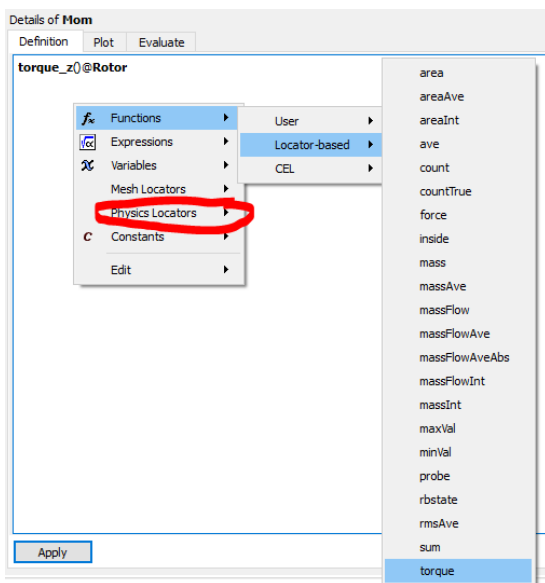 Details of Mom
Definition Plot Evaluate
torque_z()@Rotor
fx Functions
√α Expressions
x Variables
Mesh Locators
Physics Locators
C Constants
Edit
User
Locator-based
CEL
area
areaAve
areaInt
ave
count
countTrue
force
inside
mass
massAve
massFlow
massFlowAve
massFlowAveAbs
massFlowInt
massInt
maxVal
minVal
probe
rbstate
rmsAve
sum
torque
Apply